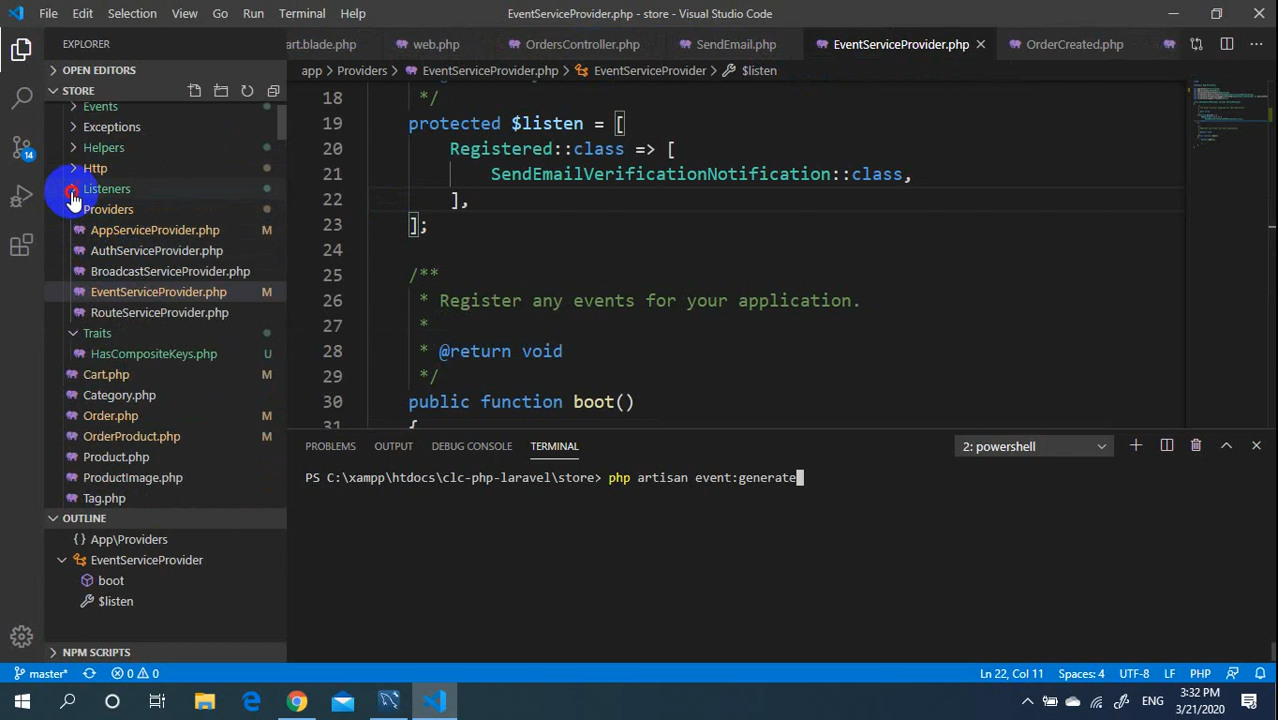 File Edit Selection View Go Run Terminal Help
EventServiceProvider.php - store - Visual Studio Code
EXPLORER
art.blade.php web.php OrdersController.php SendEmail.php EventServiceProvider.php OrderCreated.php
OPEN EDITORS
app > Providers > EventServiceProvider.php > EventServiceProvider > $listen
STORE
Events
Exceptions
Helpers
Http
Listeners
Providers
AppServiceProvider.php M
AuthServiceProvider.php
BroadcastServiceProvider.php
EventServiceProvider.php M
RouteServiceProvider.php
Traits
HasCompositeKeys.php U
Cart.php M
Category.php
Order.php M
OrderProduct.php M
Product.php
ProductImage.php
Tag.php
14
OUTLINE
{} App\Providers
EventServiceProvider
boot
$listen
NPM SCRIPTS
18 */
19 protected $listen = [
20 Registered::class => [
21 SendEmailVerificationNotification::class,
22 ],
23 ];
24
25 /**
26 * Register any events for your application.
27 *
28 * @return void
29 */
30 public function boot()
31 {
PROBLEMS OUTPUT DEBUG CONSOLE TERMINAL 2: powershell
PS C:\xampp\htdocs\clc-php-laravel\store> php artisan event:generate
master* 0 0 Ln 22, Col 11 Spaces: 4 UTF-8 LF PHP
ENG
3:32 PM
3/21/2020